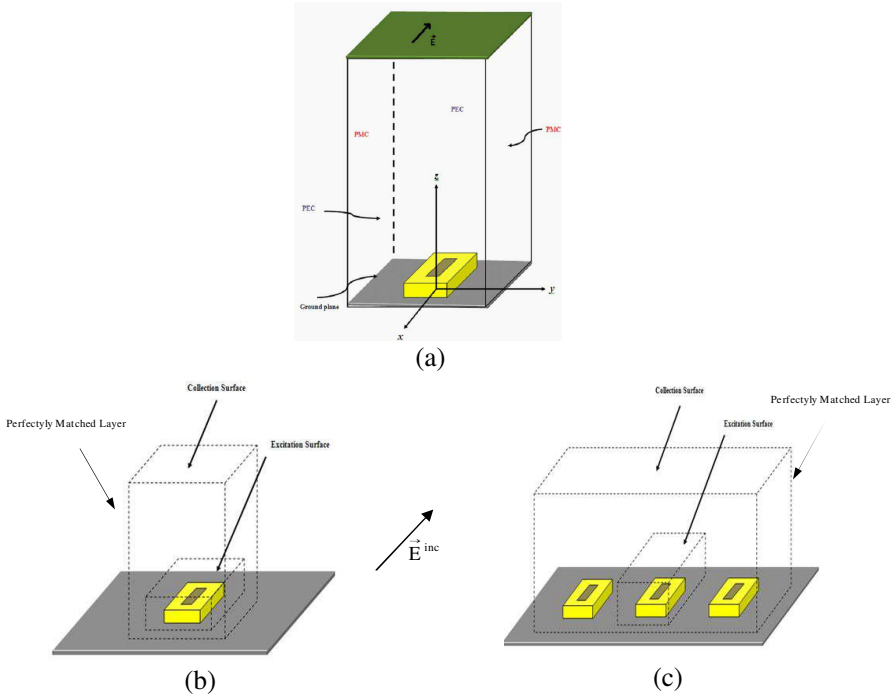 E
PEC
PMC
PMC
z
PEC
Ground plane
y
x
(a)
Collection Surface
Perfectyly Matched Layer
Excitation Surface
E inc
(b)
Collection Surface
Perfectyly Matched Layer
Excitation Surface
(c)